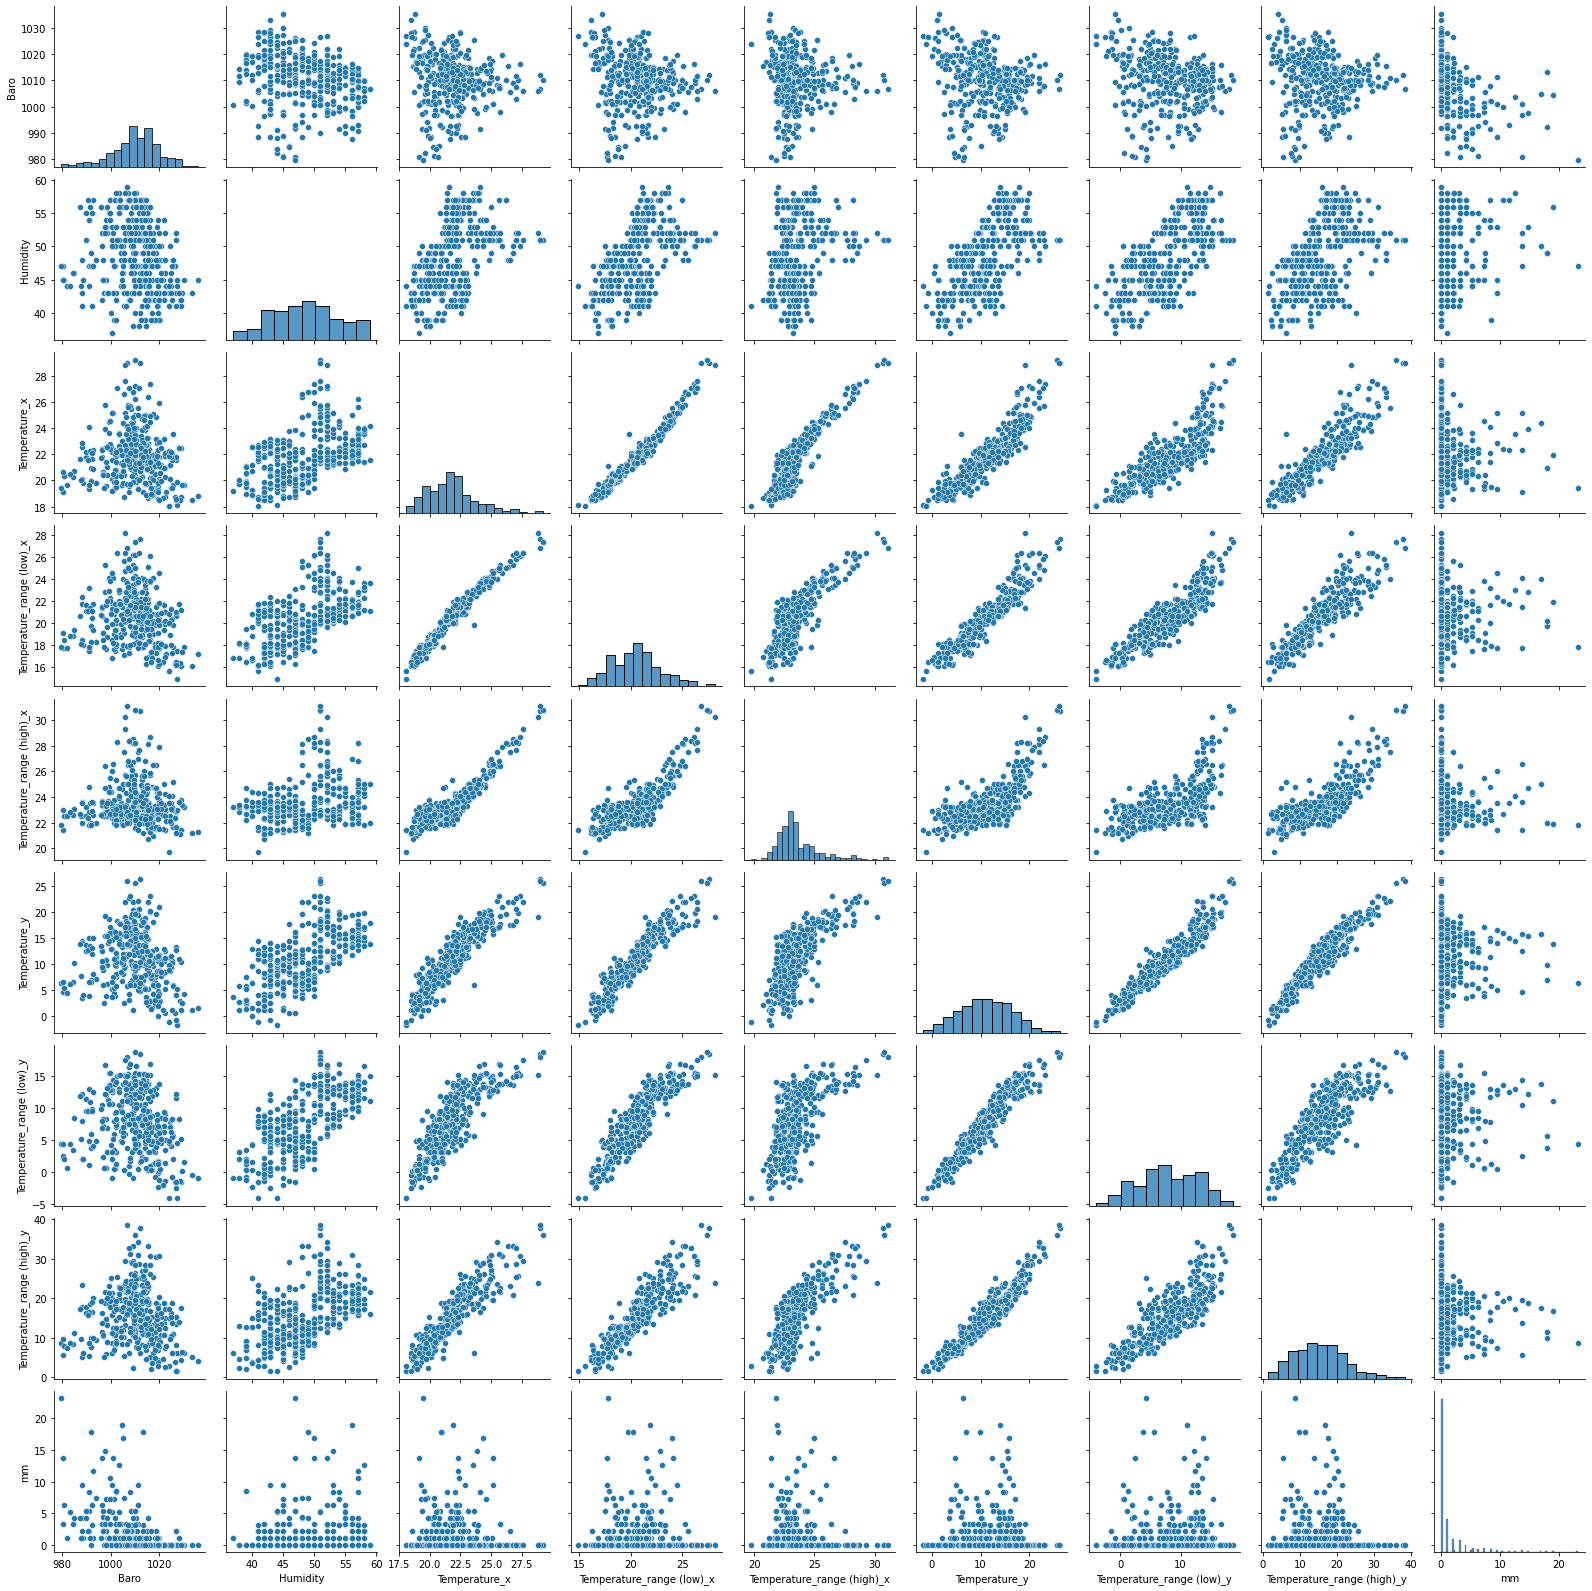 1030
1020
1010
1000
990
980
Baro
60
55
50
45
40
Humidity
28
26
24
22
20
18
Temperature_x
28
26
24
22
20
18
16
Temperature_range (low)_x
30
28
26
24
22
20
Temperature_range (high)_x
25
20
15
10
5
0
Temperature_y
15
10
5
0
−5
Temperature_range (low)_y
40
30
20
10
0
Temperature_range (high)_y
20
15
10
5
0
mm
980 1000 1020
Baro
40 45 50 55 60
Humidity
17.5 20.0 22.5 25.0 27.5
Temperature_x
15 20 25
Temperature_range (low)_x
20 25 30
Temperature_range (high)_x
0 10 20
Temperature_y
0 10
Temperature_range (low)_y
0 10 20 30 40
Temperature_range (high)_y
0 10 20
mm